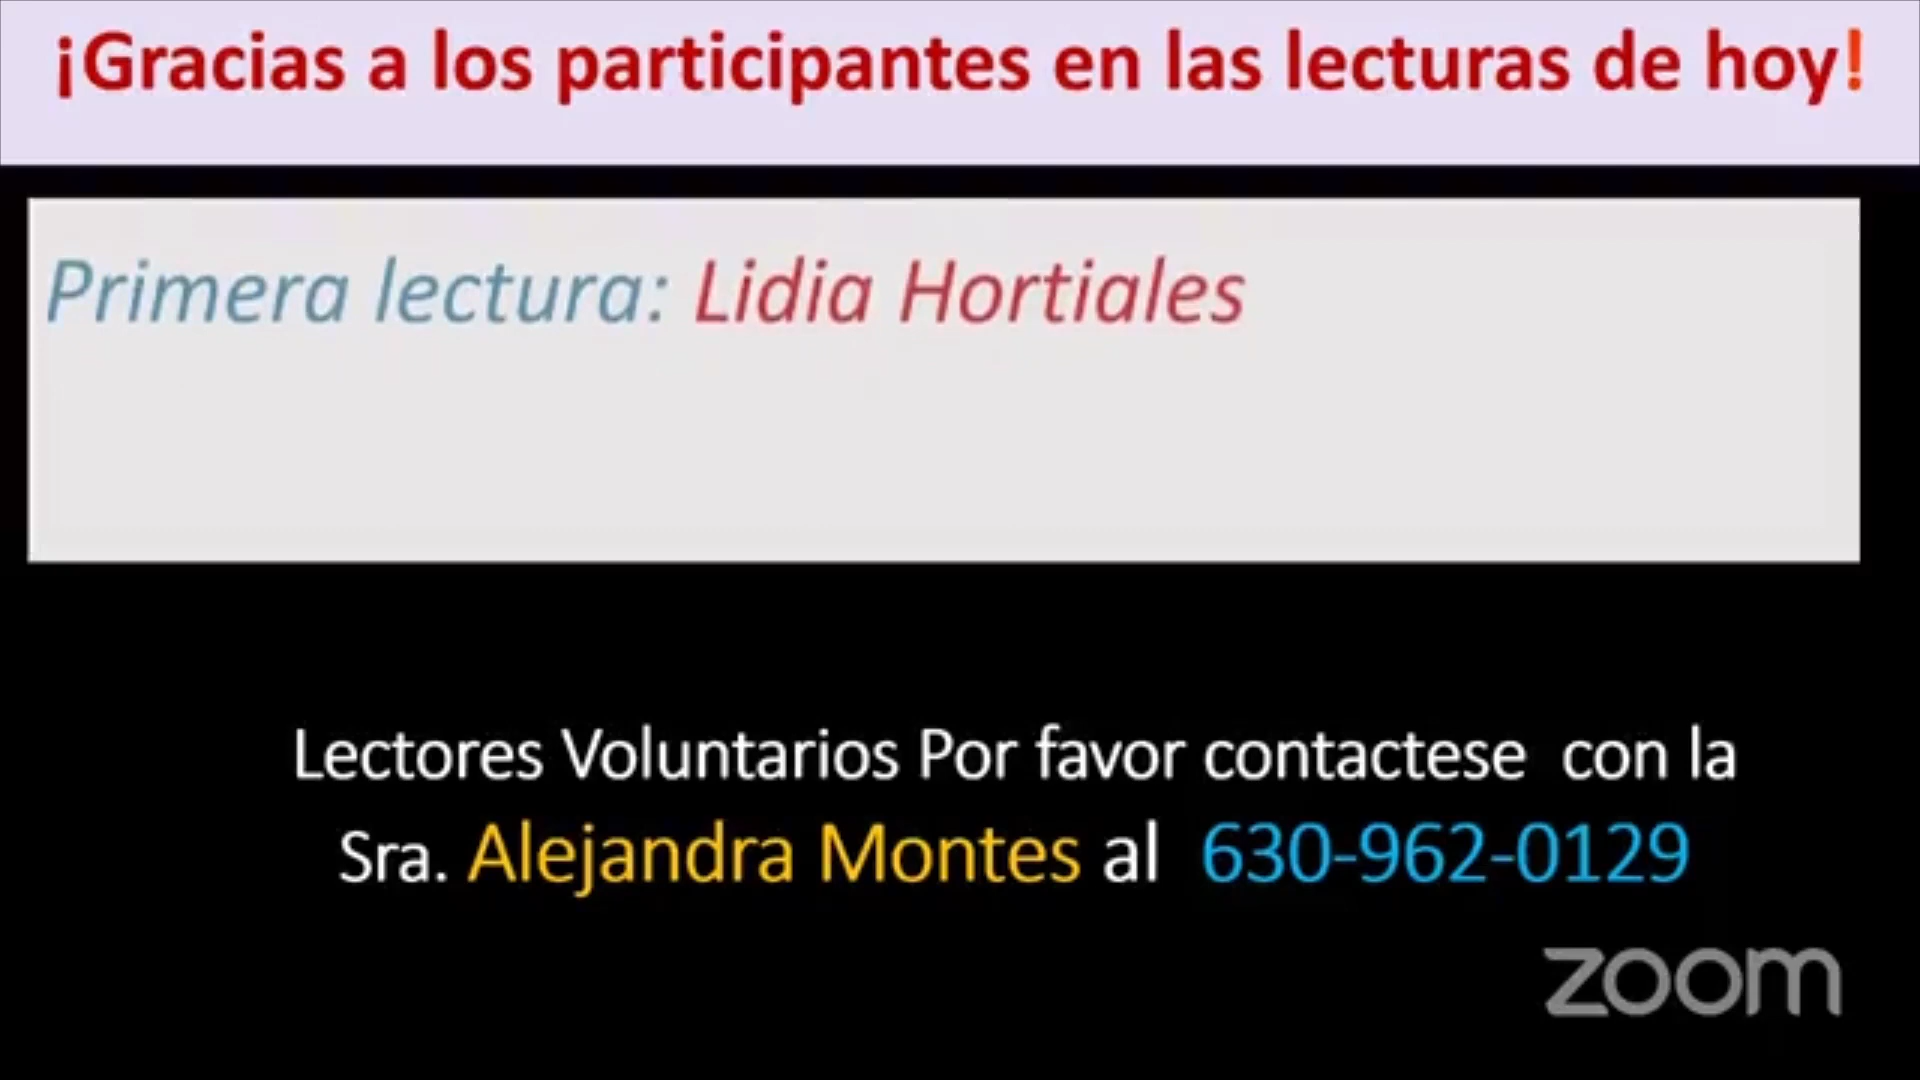 ¡Gracias a los participantes en las lecturas de hoy!
Primera lectura: Lidia Hortiales
Lectores Voluntarios Por favor contactese con la
Sra. Alejandra Montes al 630-962-0129
zoom